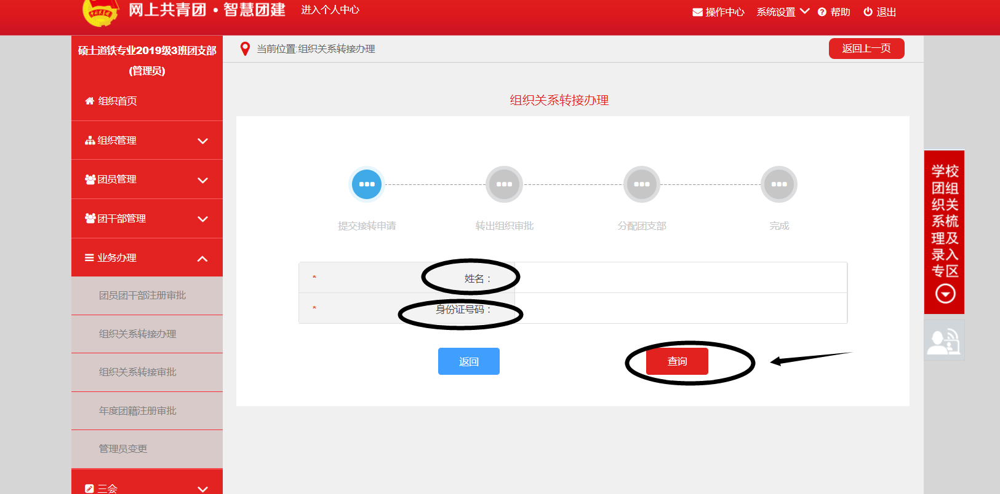 网上共青团·智慧团建
进入个人中心
操作中心
系统设置
帮助
退出
硕士道铁专业2019级3班团支部
(管理员)
组织首页
组织管理
团员管理
团干部管理
业务办理
团员团干部注册审批
组织关系转接办理
组织关系转接审批
年度团籍注册审批
管理员变更
三会
当前位置:组织关系转接办理
返回上一页
组织关系转接办理
提交接转申请
转出组织审批
分配团支部
完成
* 姓名：
* 身份证号码：
返回
查询
学校
团组
织关
系梳
理及
录入
专区